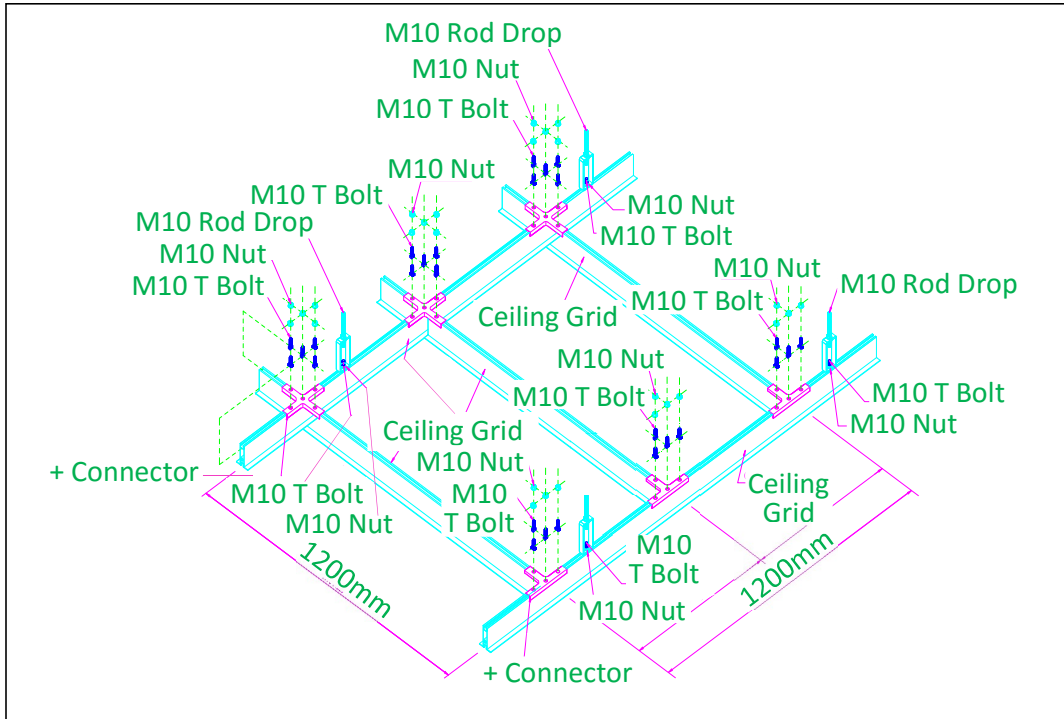 M10 Rod Drop
M10 Nut
M10 T Bolt
M10 Nut
M10 T Bolt
M10 Rod Drop
M10 Nut
M10 T Bolt
M10 Nut
M10 T Bolt
M10 Nut
M10 T Bolt
M10 Rod Drop
Ceiling Grid
M10 Nut
M10 T Bolt
M10 T Bolt
M10 Nut
Ceiling Grid
M10 Nut
M10
T Bolt
+ Connector
M10 T Bolt
M10 Nut
Ceiling
Grid
M10
T Bolt
M10 Nut
1200mm
1200mm
+ Connector